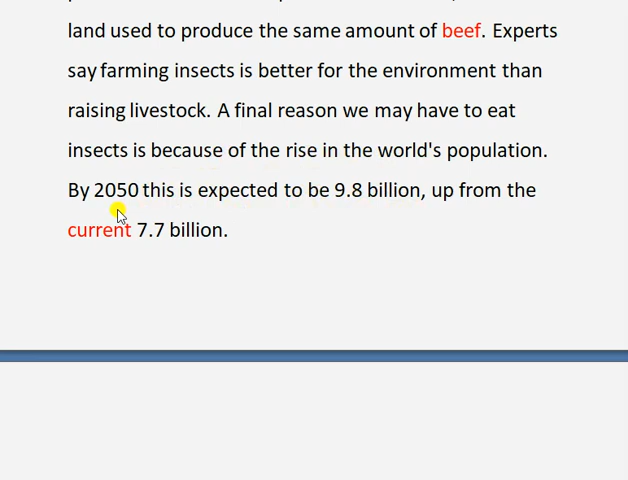 land used to produce the same amount of beef. Experts
say farming insects is better for the environment than
raising livestock. A final reason we may have to eat
insects is because of the rise in the world's population.
By 2050 this is expected to be 9.8 billion, up from the
current 7.7 billion.